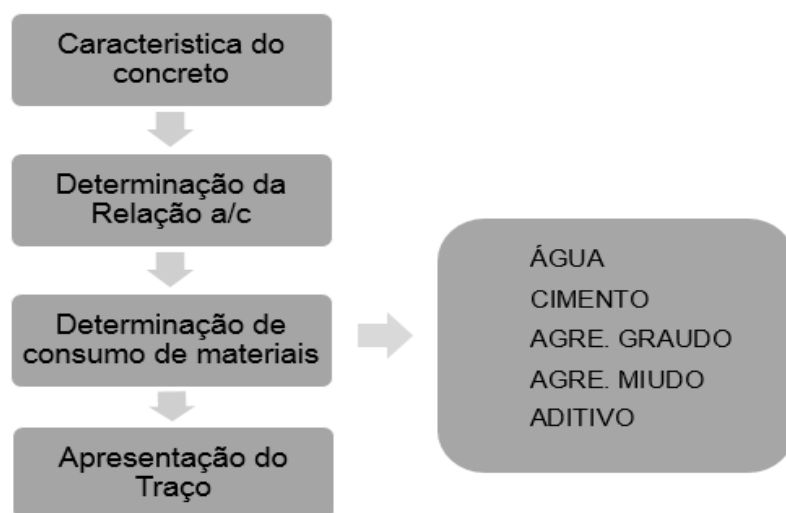 Caracteristica do
concreto
Determinação da
Relação a/c
Determinação de
consumo de materiais
Apresentação do
Traço
ÁGUA
CIMENTO
AGRE. GRAUDO
AGRE. MIUDO
ADITIVO